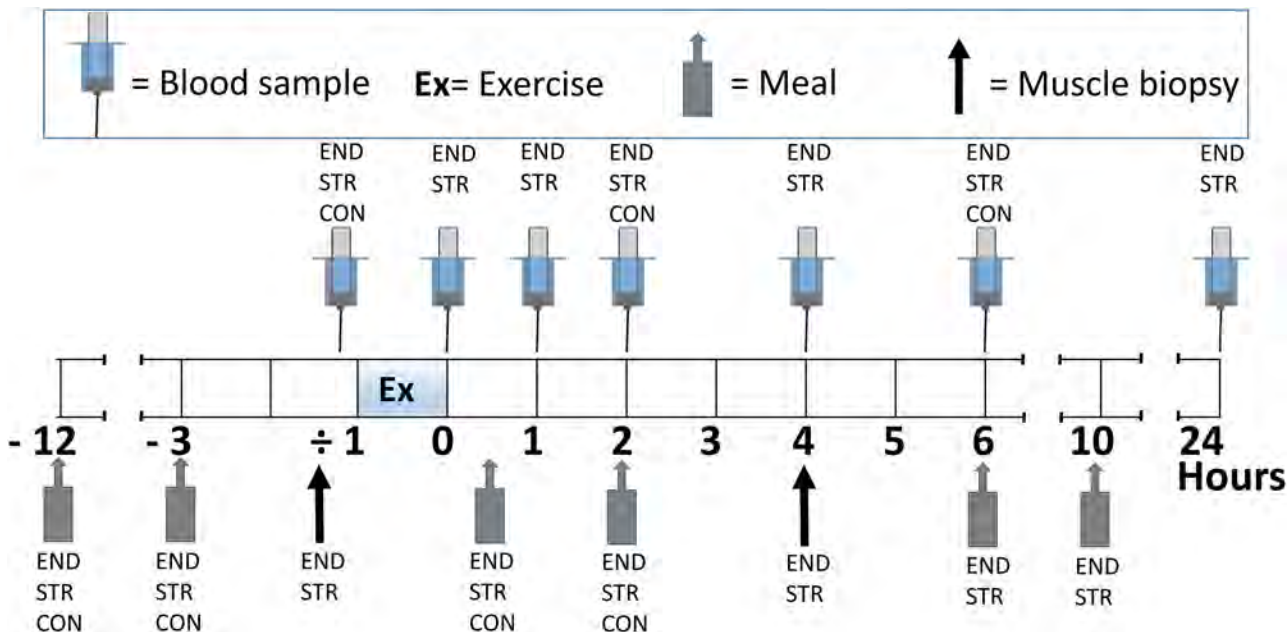 = Blood sample Ex= Exercise = Meal = Muscle biopsy
END END END END END END END
STR STR STR STR STR STR STR
CON CON CON
Ex
- 12 - 3 ÷ 1 0 1 2 3 4 5 6 10 24
Hours
END END END END END END END END
STR STR STR STR STR STR STR STR
CON CON CON CON